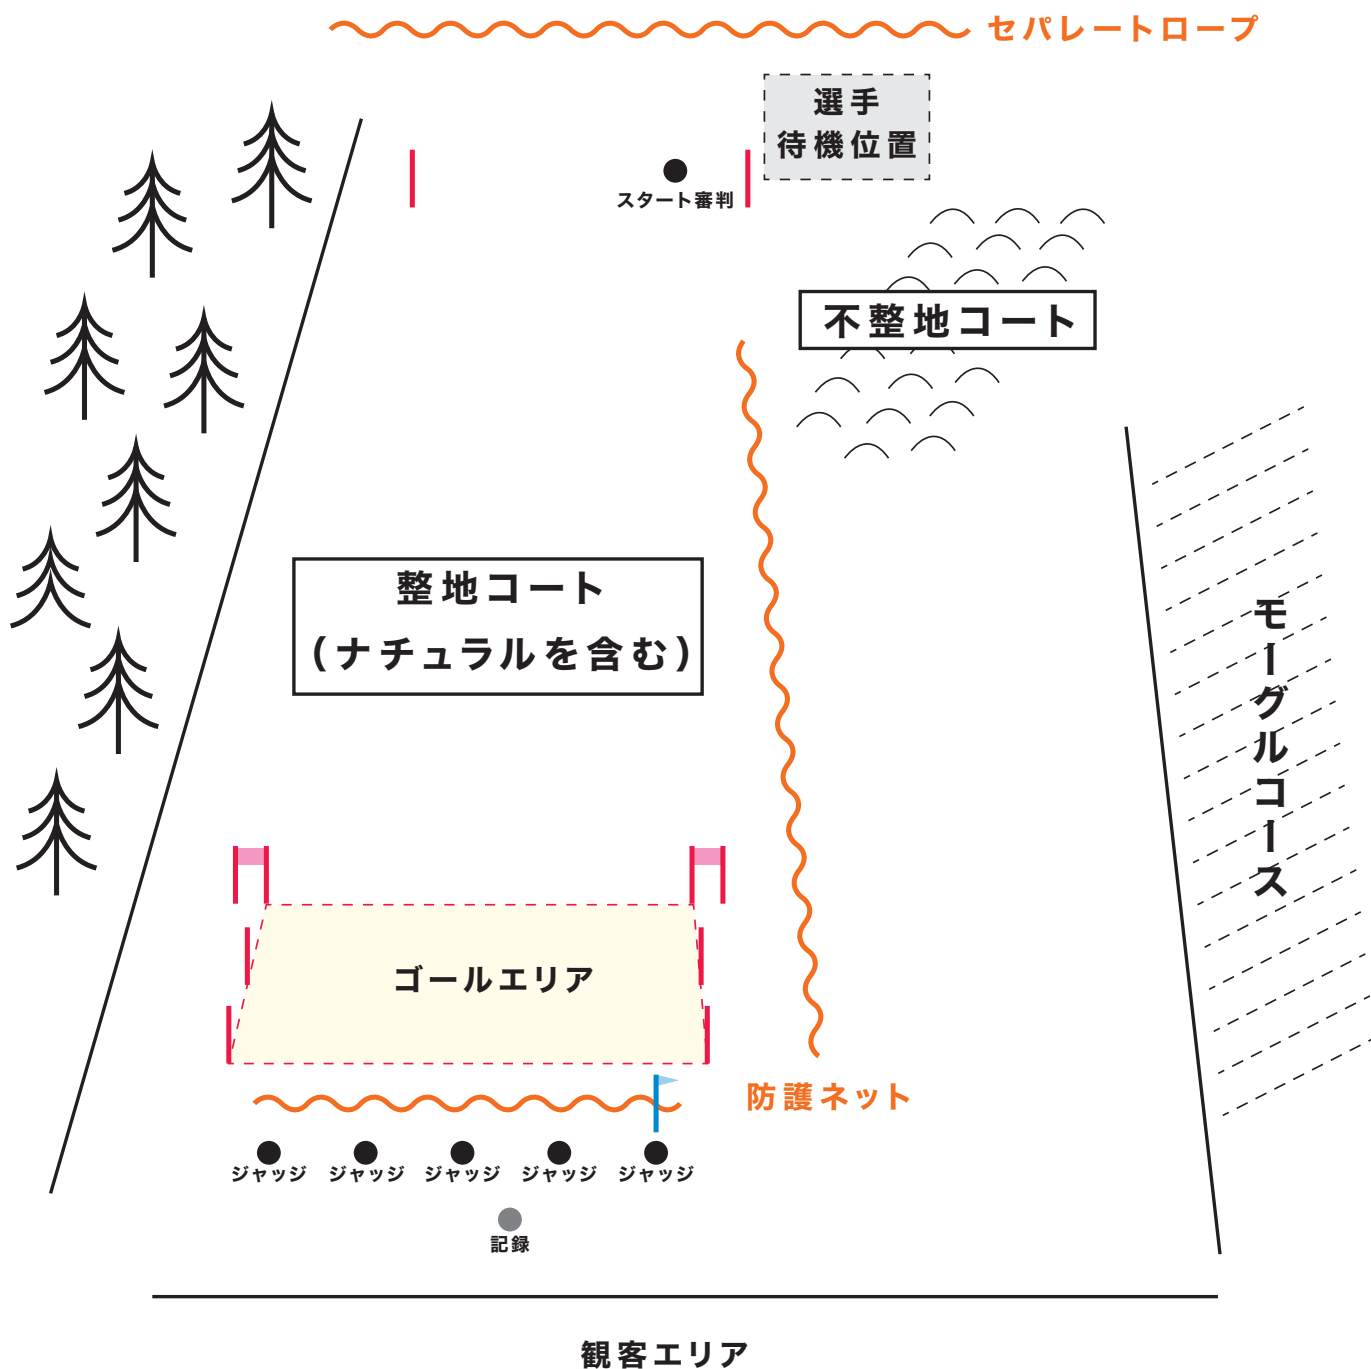 セパレートロープ
選手
待機位置
スタート審判
不整地コート
整地コート
(ナチュラルを含む)
モーグルコース
ゴールエリア
防護ネット
ジャッジ
ジャッジ
ジャッジ
ジャッジ
ジャッジ
記録
観客エリア